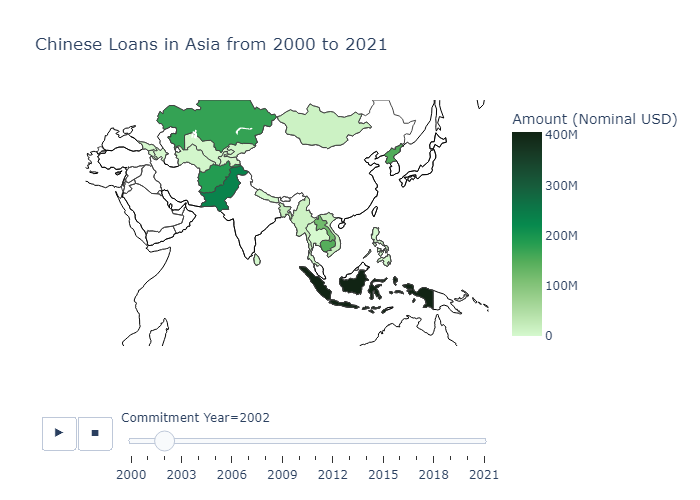 Chinese Loans in Asia from 2000 to 2021
Amount (Nominal USD)
400M
300M
200M
100M
0
Commitment Year=2002
2000 2003 2006 2009 2012 2015 2018 2021